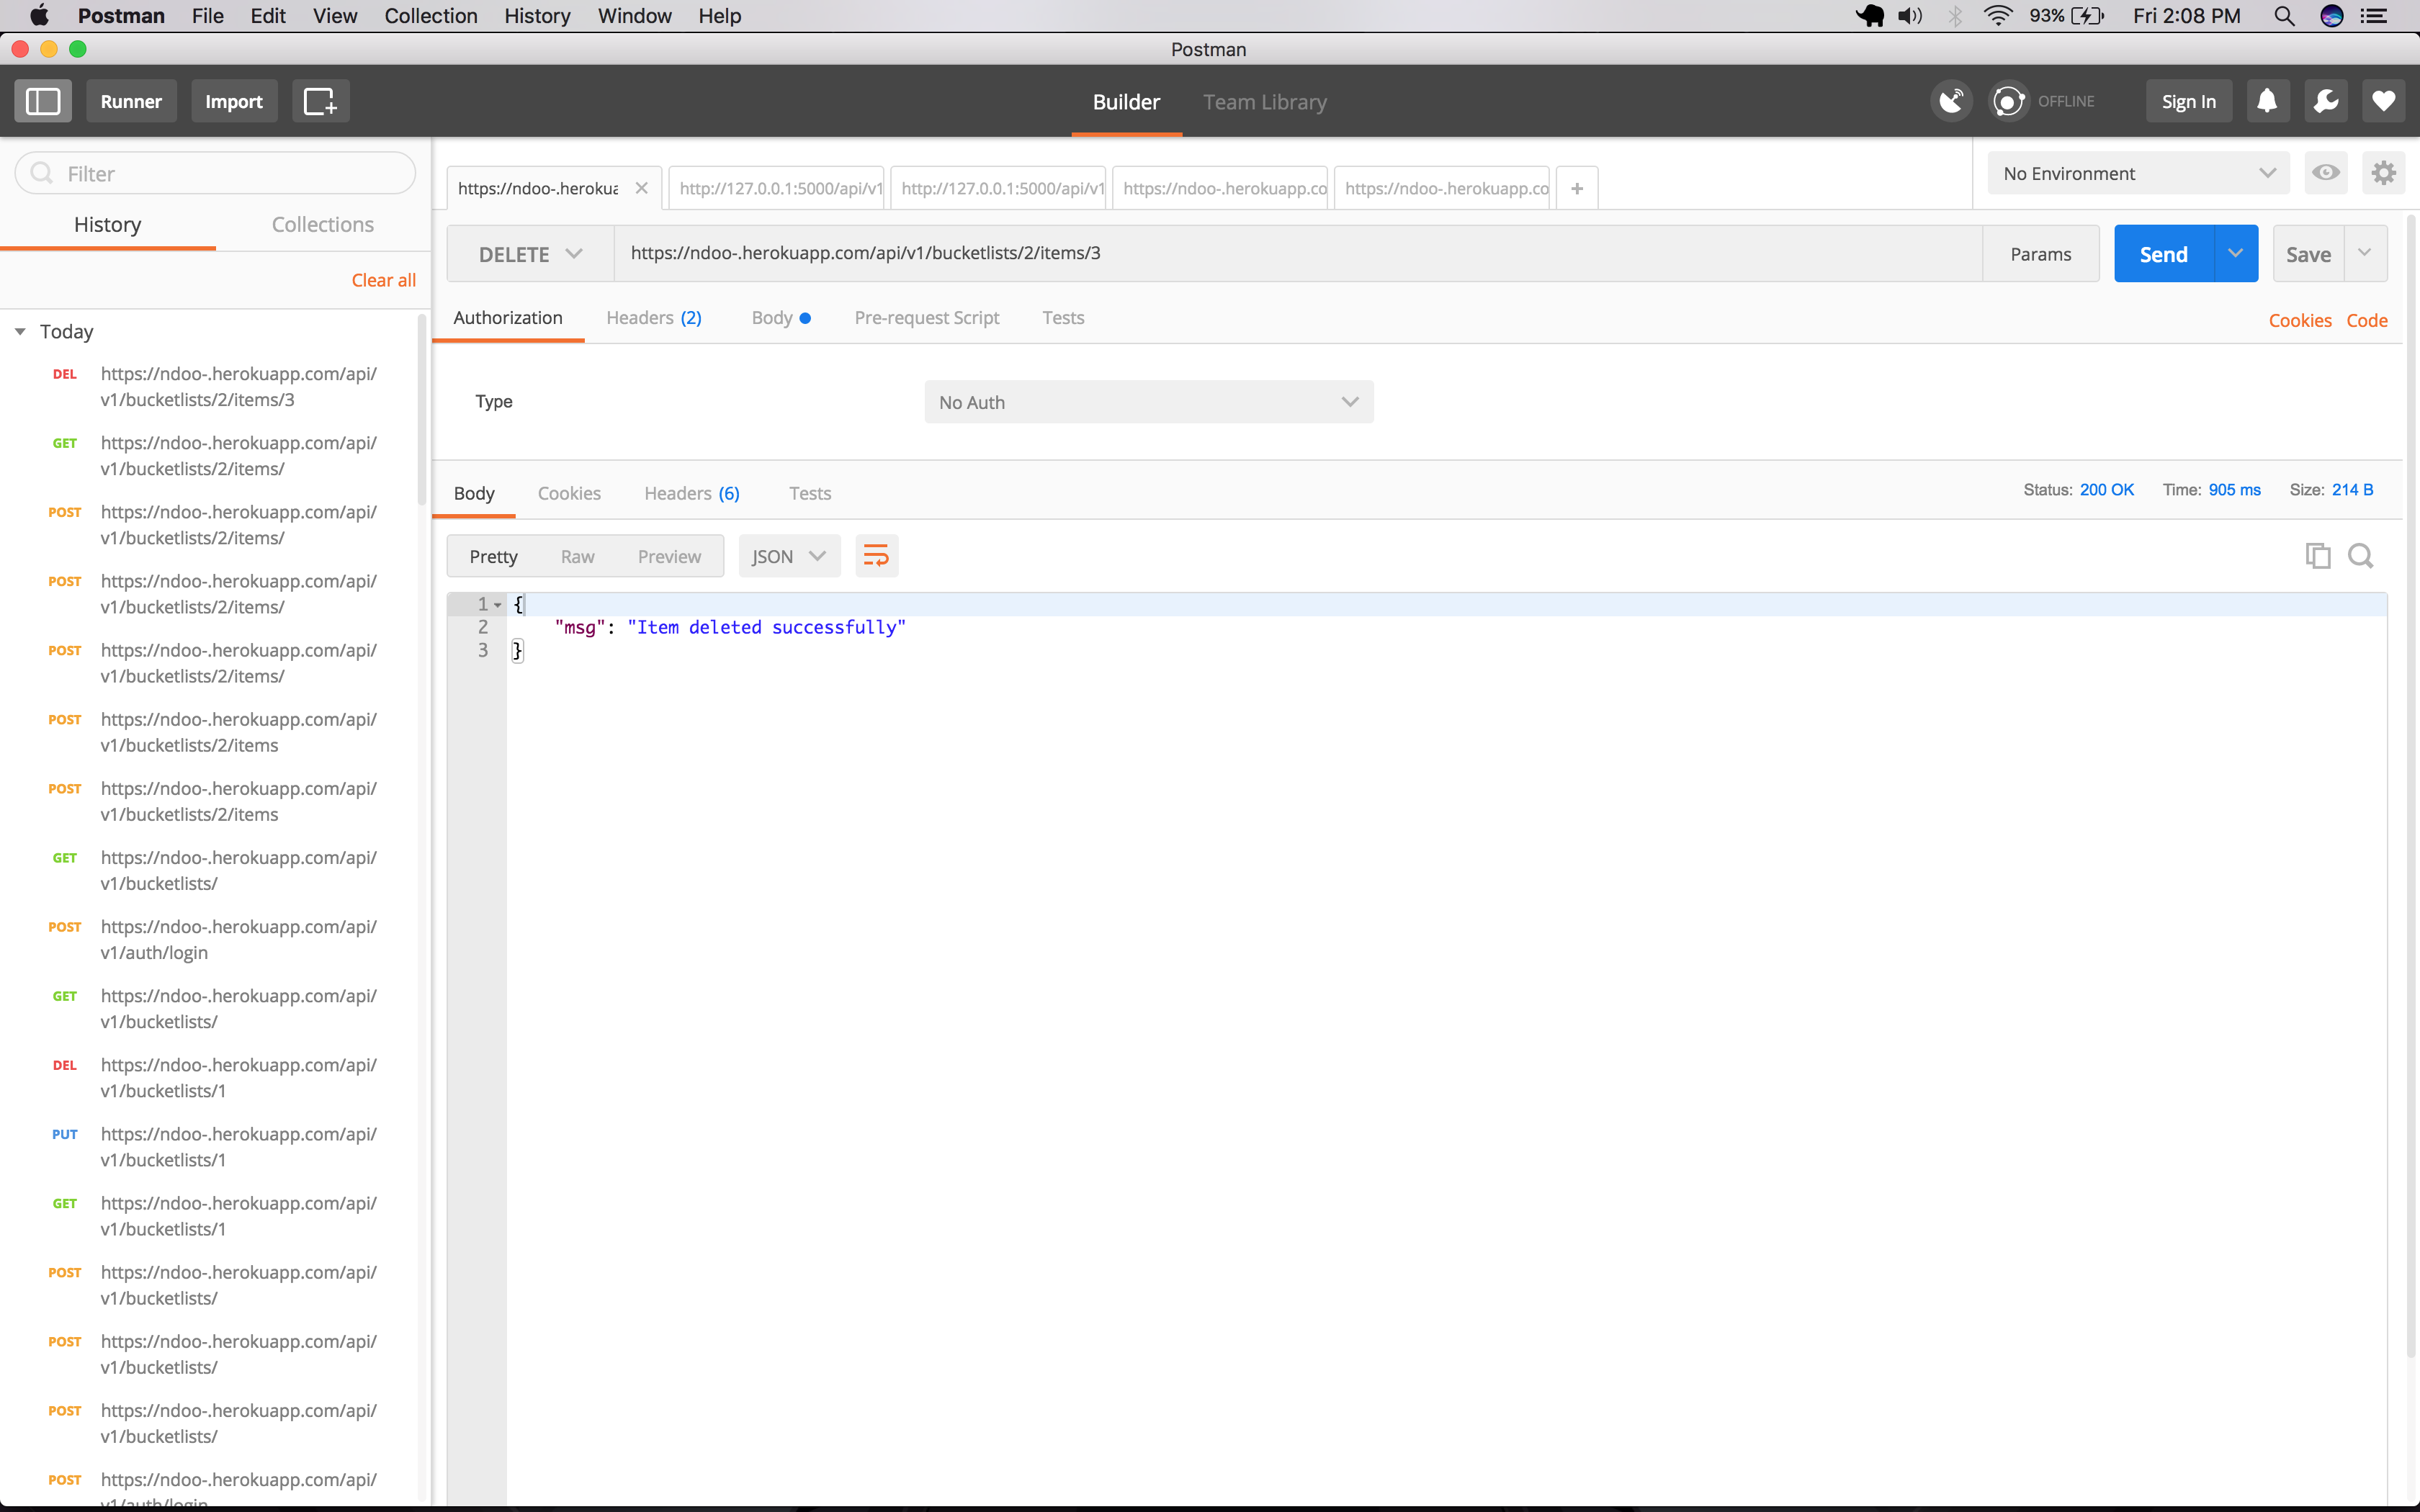 Postman File Edit View Collection History Window Help 93% Fri 2:08 PM
Postman
Runner Import Builder Team Library OFFLINE Sign In
Filter
History Collections
Clear all
Today
DEL https://ndoo-.herokuapp.com/api/
v1/bucketlists/2/items/3
GET https://ndoo-.herokuapp.com/api/
v1/bucketlists/2/items/
POST https://ndoo-.herokuapp.com/api/
v1/bucketlists/2/items/
POST https://ndoo-.herokuapp.com/api/
v1/bucketlists/2/items/
POST https://ndoo-.herokuapp.com/api/
v1/bucketlists/2/items/
POST https://ndoo-.herokuapp.com/api/
v1/bucketlists/2/items
POST https://ndoo-.herokuapp.com/api/
v1/bucketlists/2/items
GET https://ndoo-.herokuapp.com/api/
v1/bucketlists/
POST https://ndoo-.herokuapp.com/api/
v1/auth/login
GET https://ndoo-.herokuapp.com/api/
v1/bucketlists/
DEL https://ndoo-.herokuapp.com/api/
v1/bucketlists/1
PUT https://ndoo-.herokuapp.com/api/
v1/bucketlists/1
GET https://ndoo-.herokuapp.com/api/
v1/bucketlists/1
POST https://ndoo-.herokuapp.com/api/
v1/bucketlists/
POST https://ndoo-.herokuapp.com/api/
v1/bucketlists/
POST https://ndoo-.herokuapp.com/api/
v1/bucketlists/
POST https://ndoo-.herokuapp.com/api/
v1/auth/login
https://ndoo-.herokua http://127.0.0.1:5000/api/v1 http://127.0.0.1:5000/api/v1 https://ndoo-.herokuapp.co https://ndoo-.herokuapp.co + No Environment
DELETE https://ndoo-.herokuapp.com/api/v1/bucketlists/2/items/3 Params Send Save
Authorization Headers (2) Body Pre-request Script Tests Cookies Code
Type No Auth
Body Cookies Headers (6) Tests Status: 200 OK Time: 905 ms Size: 214 B
Pretty Raw Preview JSON
1 {
2 "msg": "Item deleted successfully"
3 }